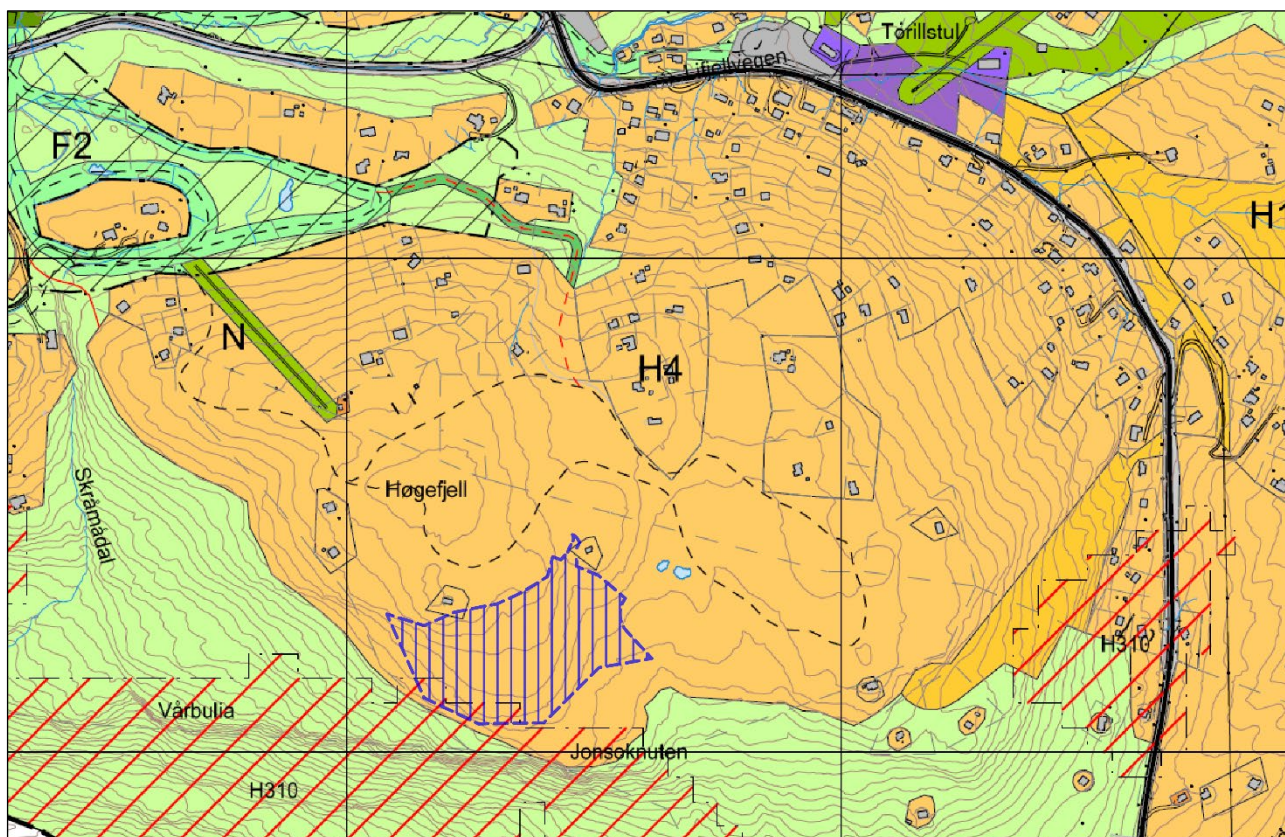 Torillstul
Lifjellvegen
F2
H1
N
H4
Høgefjell
Skråmådal
H310
Vårbulia
Jonsoknuten
H310